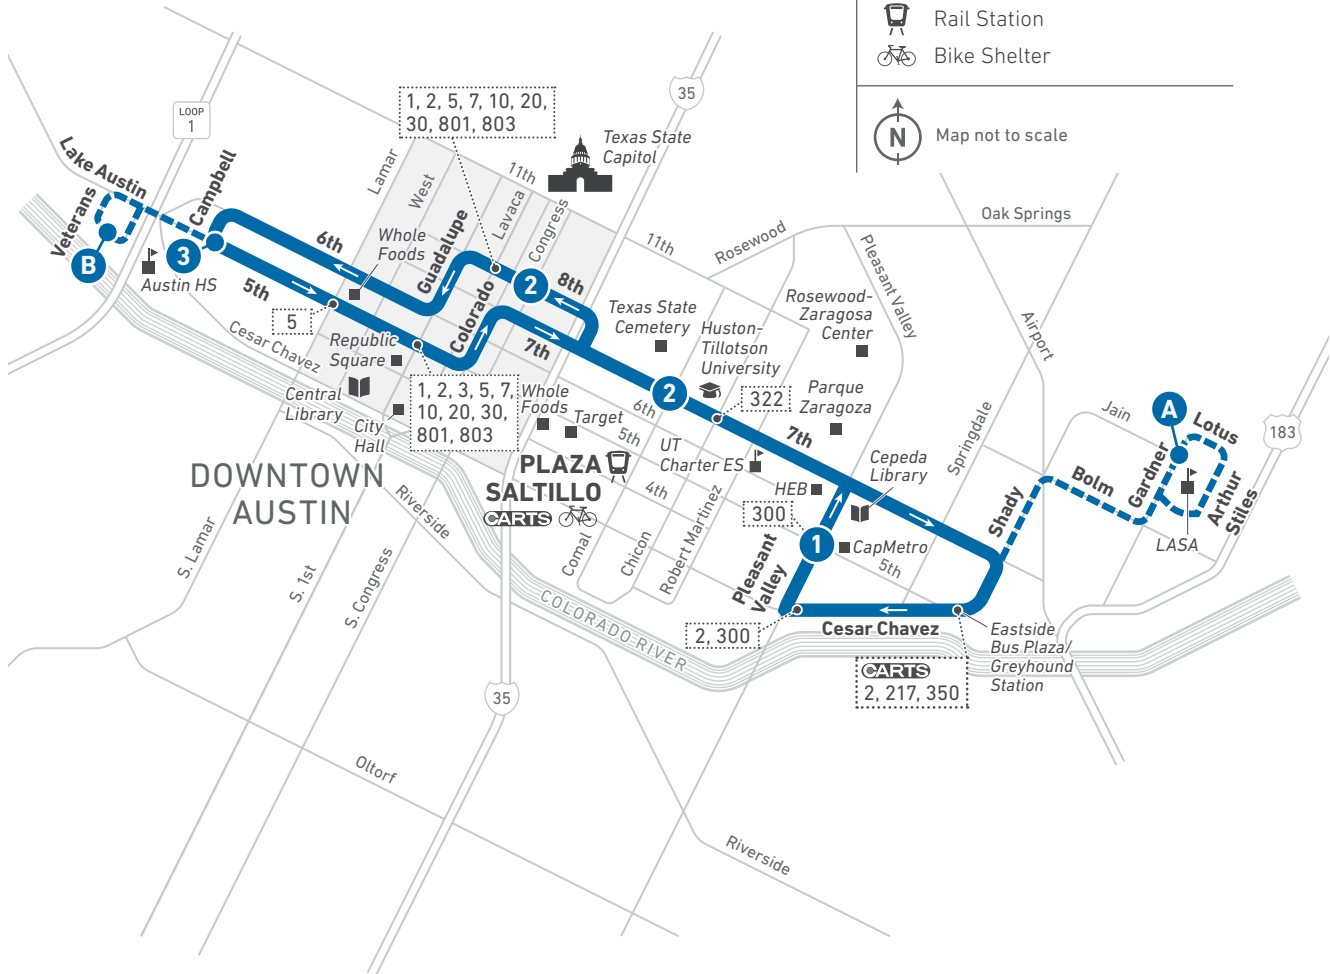 Rail Station
Bike Shelter
N
Map not to scale
LOOP
1
35
1, 2, 5, 7, 10, 20,
30, 801, 803
Texas State
Capitol
Lake Austin
Veterans
B
Campbell
3
Austin HS
Lamar
West
11th
Lavaca
Congress
6th
Whole
Foods
Guadalupe
Colorado
2
8th
5th
5
Cesar Chavez
Republic
Square
Central
Library
City
Hall
7th
1, 2, 3, 5, 7,
10, 20, 30,
801, 803
Whole
Foods
Target
DOWNTOWN
AUSTIN
PLAZA
SALTILLO
CARTS
11th
Rosewood
Oak Springs
Pleasant Valley
Texas State
Cemetery
Huston-
Tillotson
University
Rosewood-
Zaragosa
Center
Parque
Zaragoza
2
322
6th
5th
4th
7th
UT
Charter ES
HEB
Cepeda
Library
300
1
CapMetro
5th
Pleasant
Valley
Comal
Chicon
Robert Martinez
Springdale
Airport
Shady
Bolm
Jain
Gardner
A
Lotus
Arthur
Stiles
LASA
183
2, 300
Cesar Chavez
CARTS
2, 217, 350
Eastside
Bus Plaza/
Greyhound
Station
COLORADO RIVER
Riverside
S. Lamar
S. 1st
S. Congress
35
Oltorf
Riverside